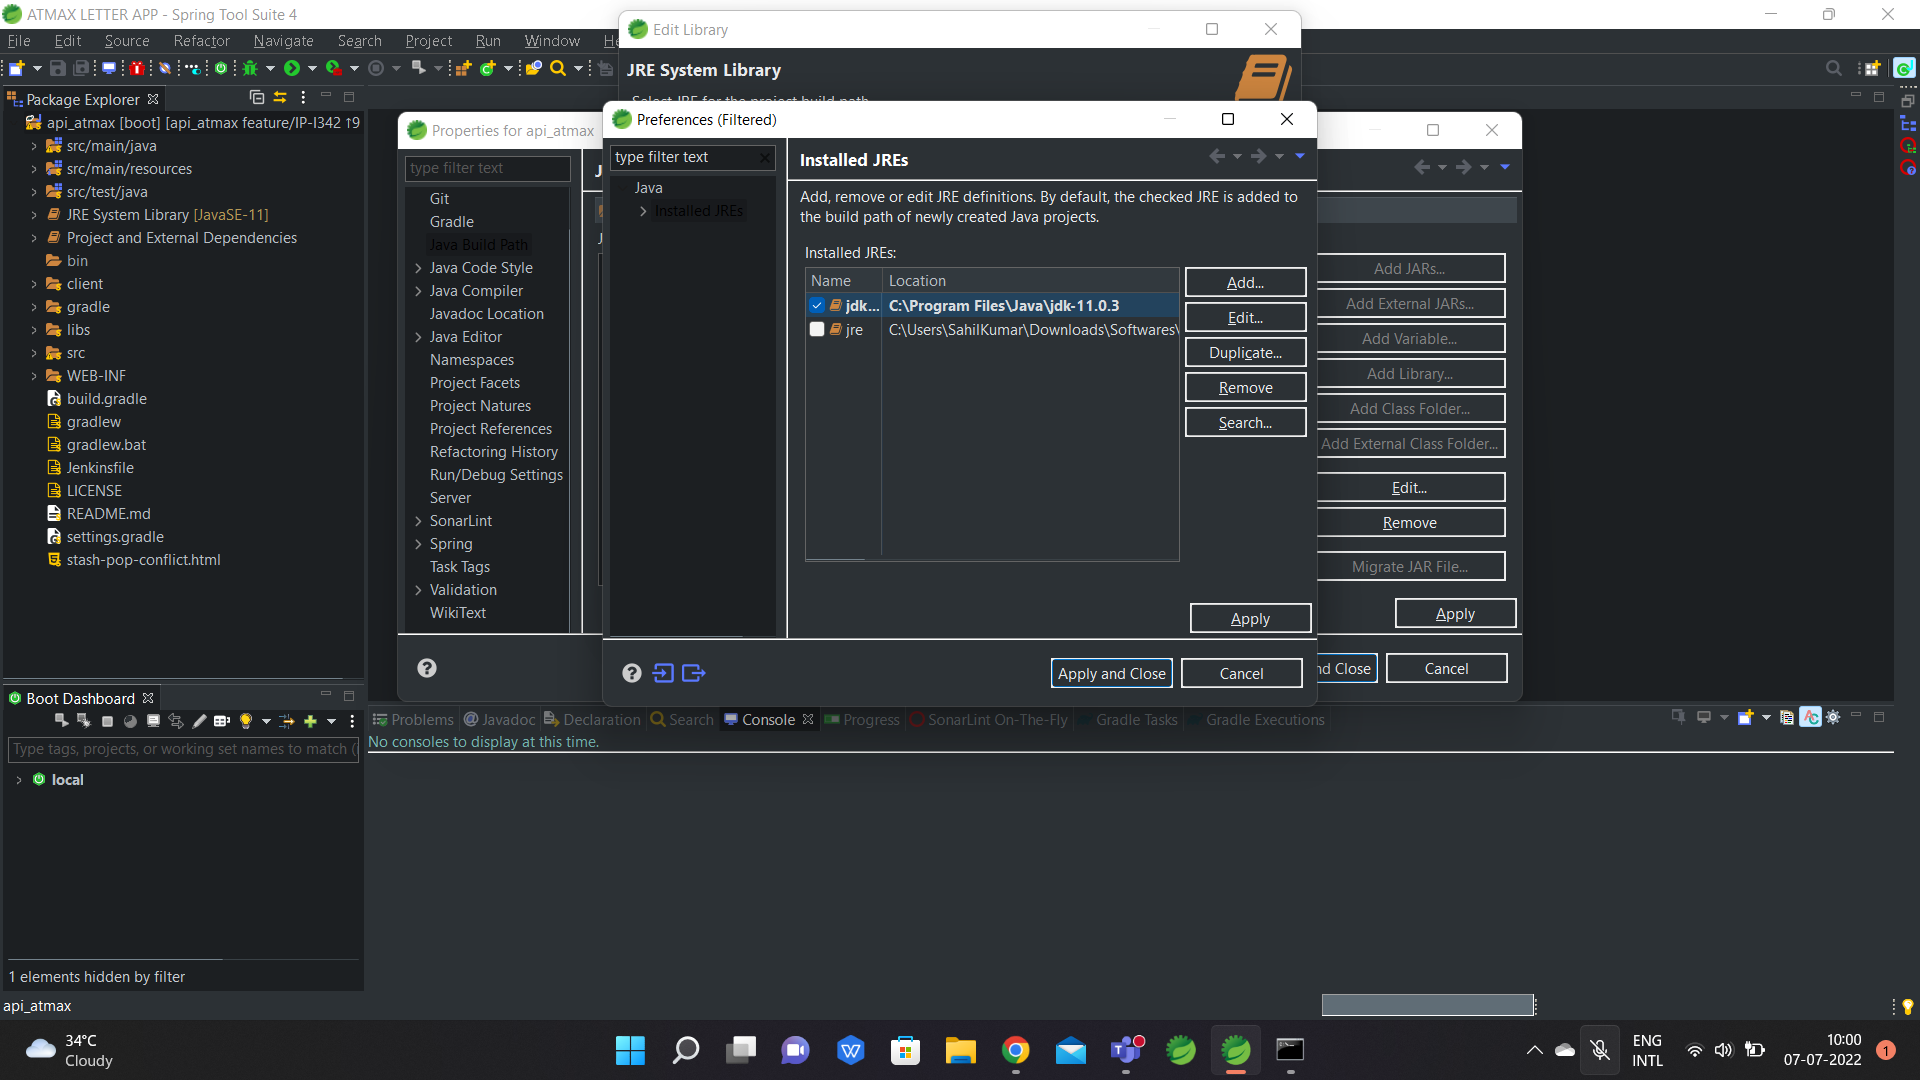 ATMAX LETTER APP - Spring Tool Suite 4
File Edit Source Refactor Navigate Search Project Run Window He
Package Explorer
api_atmax [boot] [api_atmax feature/IP-I342 ↑9
src/main/java
src/main/resources
src/test/java
JRE System Library [JavaSE-11]
Project and External Dependencies
bin
client
gradle
libs
src
WEB-INF
build.gradle
gradlew
gradlew.bat
Jenkinsfile
LICENSE
README.md
settings.gradle
stash-pop-conflict.html
Boot Dashboard
Type tags, projects, or working set names to match (i
local
1 elements hidden by filter
api_atmax
Edit Library
JRE System Library
Select JRE for the project build path
Properties for api_atmax
type filter text
Git
Gradle
Java Build Path
Java Code Style
Java Compiler
Javadoc Location
Java Editor
Namespaces
Project Facets
Project Natures
Project References
Refactoring History
Run/Debug Settings
Server
SonarLint
Spring
Task Tags
Validation
WikiText
Preferences (Filtered)
type filter text
Java
Installed JREs
Installed JREs
Add, remove or edit JRE definitions. By default, the checked JRE is added to
the build path of newly created Java projects.
Installed JREs:
Name Location
jdk... C:\Program Files\Java\jdk-11.0.3
jre C:\Users\SahilKumar\Downloads\Softwares\
Add...
Edit...
Duplicate...
Remove
Search...
Apply
Apply and Close Cancel
Add JARs...
Add External JARs...
Add Variable...
Add Library...
Add Class Folder...
Add External Class Folder...
Edit...
Remove
Migrate JAR File...
Apply
nd Close Cancel
Problems Javadoc Declaration Search Console Progress SonarLint On-The-Fly Gradle Tasks Gradle Executions
No consoles to display at this time.
34°C
Cloudy
ENG
INTL
10:00
07-07-2022
1